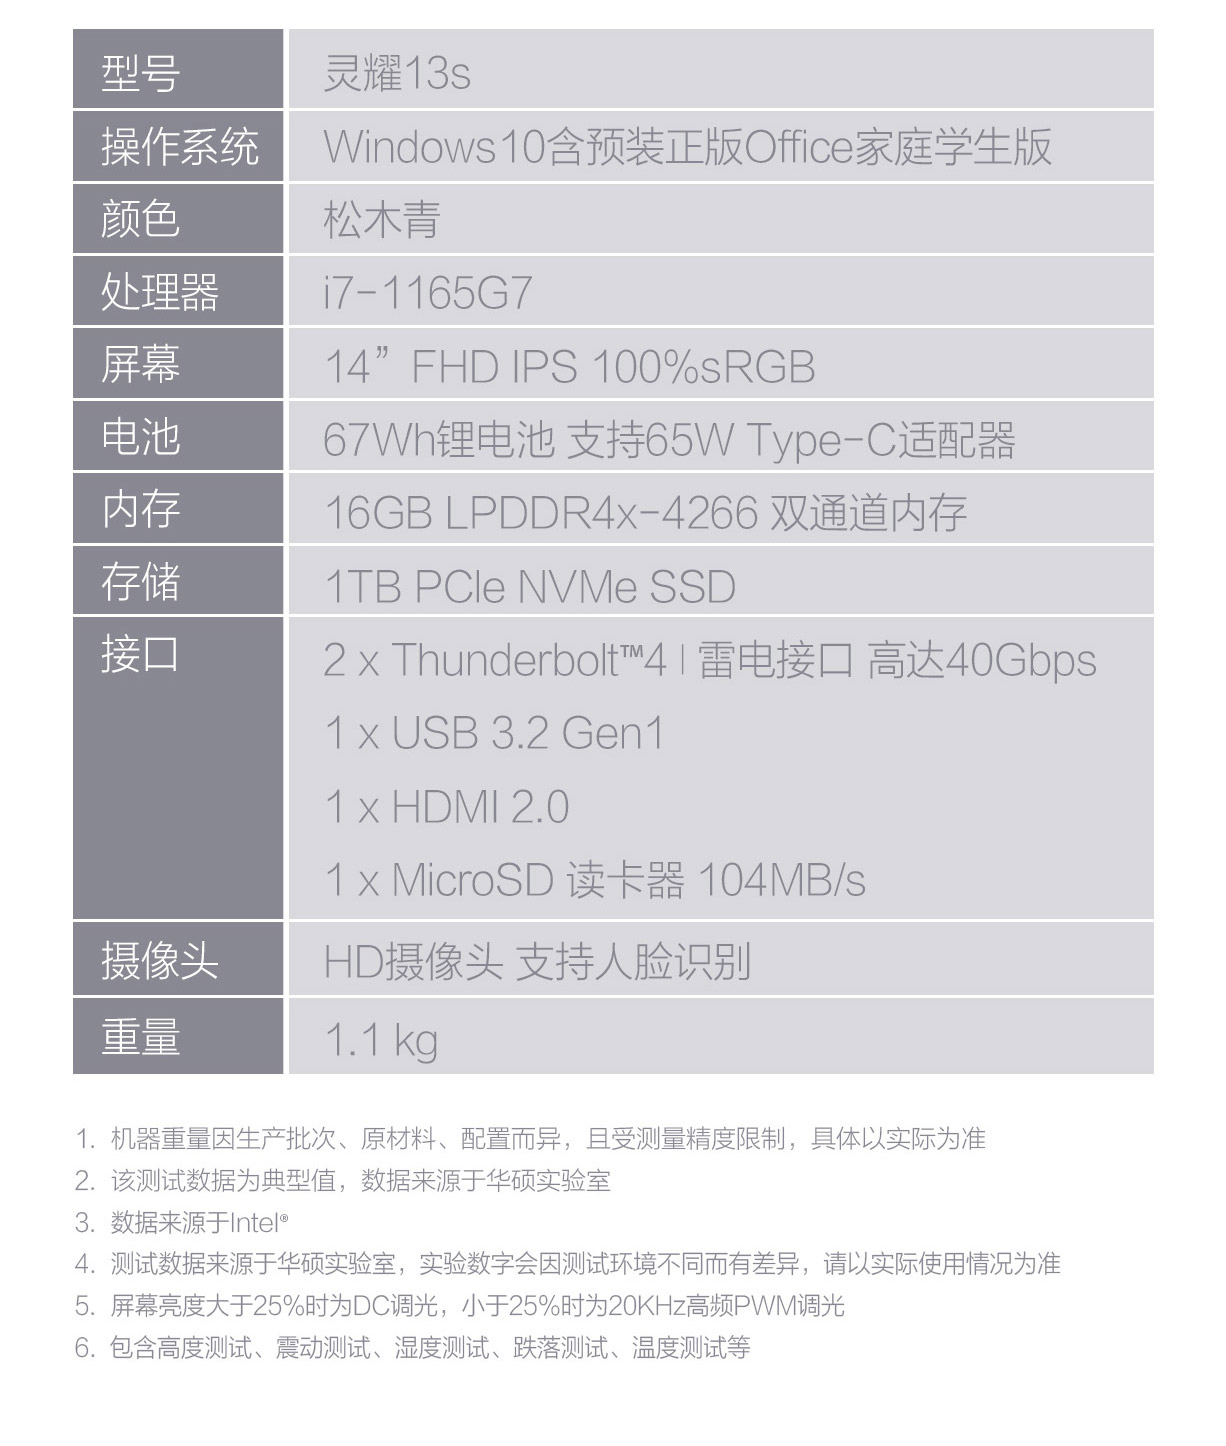 型号 灵耀13s
操作系统 Windows10含预装正版Office家庭学生版
颜色 松木青
处理器 i7-1165G7
屏幕 14” FHD IPS 100%sRGB
电池 67Wh锂电池 支持65W Type-C适配器
内存 16GB LPDDR4x-4266 双通道内存
存储 1TB PCIe NVMe SSD
接口 2 x Thunderbolt™4 | 雷电接口 高达40Gbps
1 x USB 3.2 Gen1
1 x HDMI 2.0
1 x MicroSD 读卡器 104MB/s
摄像头 HD摄像头 支持人脸识别
重量 1.1 kg
1. 机器重量因生产批次、原材料、配置而异，且受测量精度限制，具体以实际为准
2. 该测试数据为典型值，数据来源于华硕实验室
3. 数据来源于Intel®
4. 测试数据来源于华硕实验室，实验数字会因测试环境不同而有差异，请以实际使用情况为准
5. 屏幕亮度大于25%时为DC调光，小于25%时为20KHz高频PWM调光
6. 包含高度测试、震动测试、湿度测试、跌落测试、温度测试等